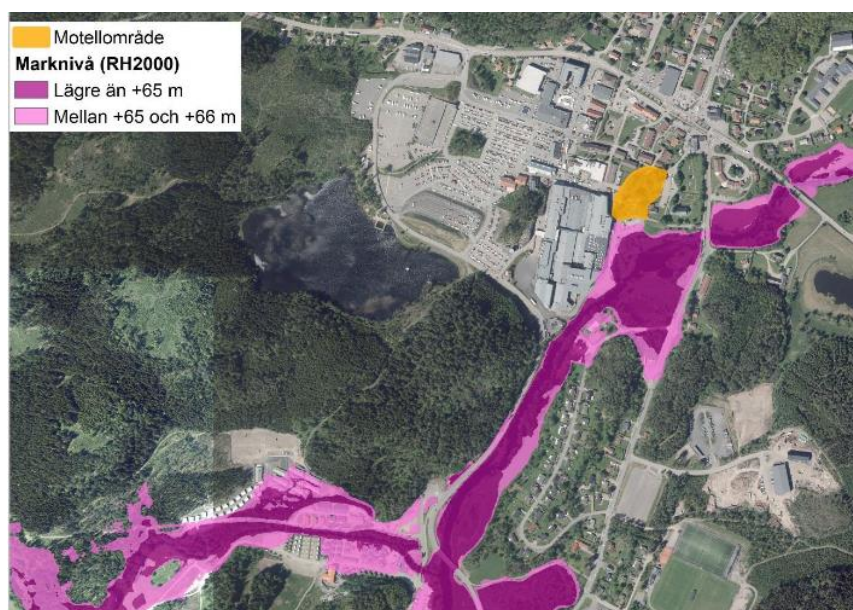 Motellområde
Marknivå (RH2000)
Lägre än +65 m
Mellan +65 och +66 m